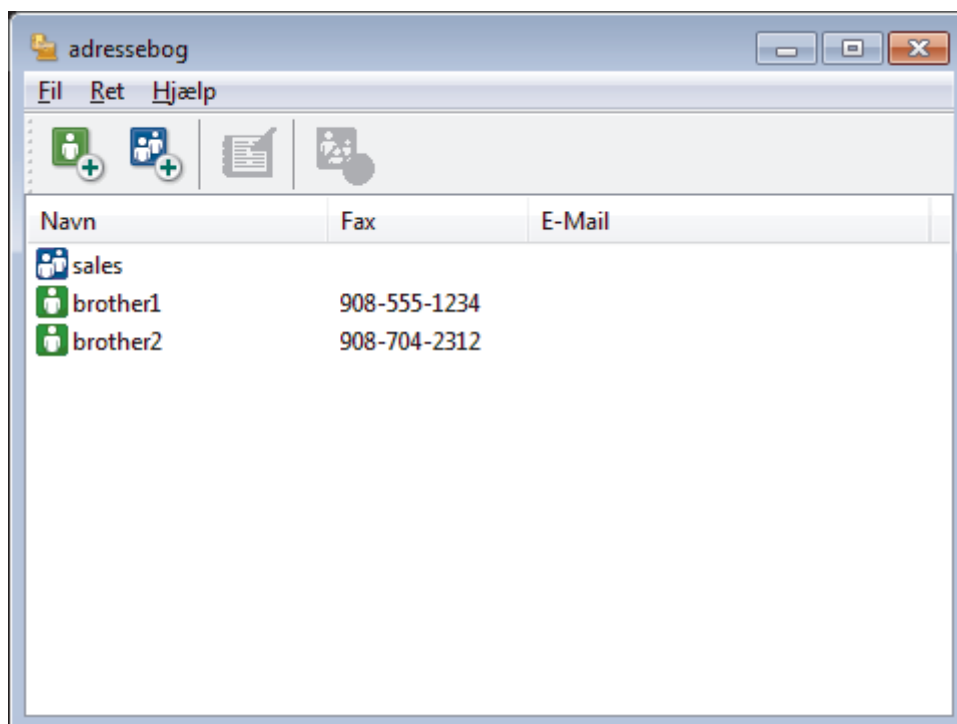 adressebog
Fil Ret Hjælp
Navn Fax E-Mail
sales
brother1 908-555-1234
brother2 908-704-2312